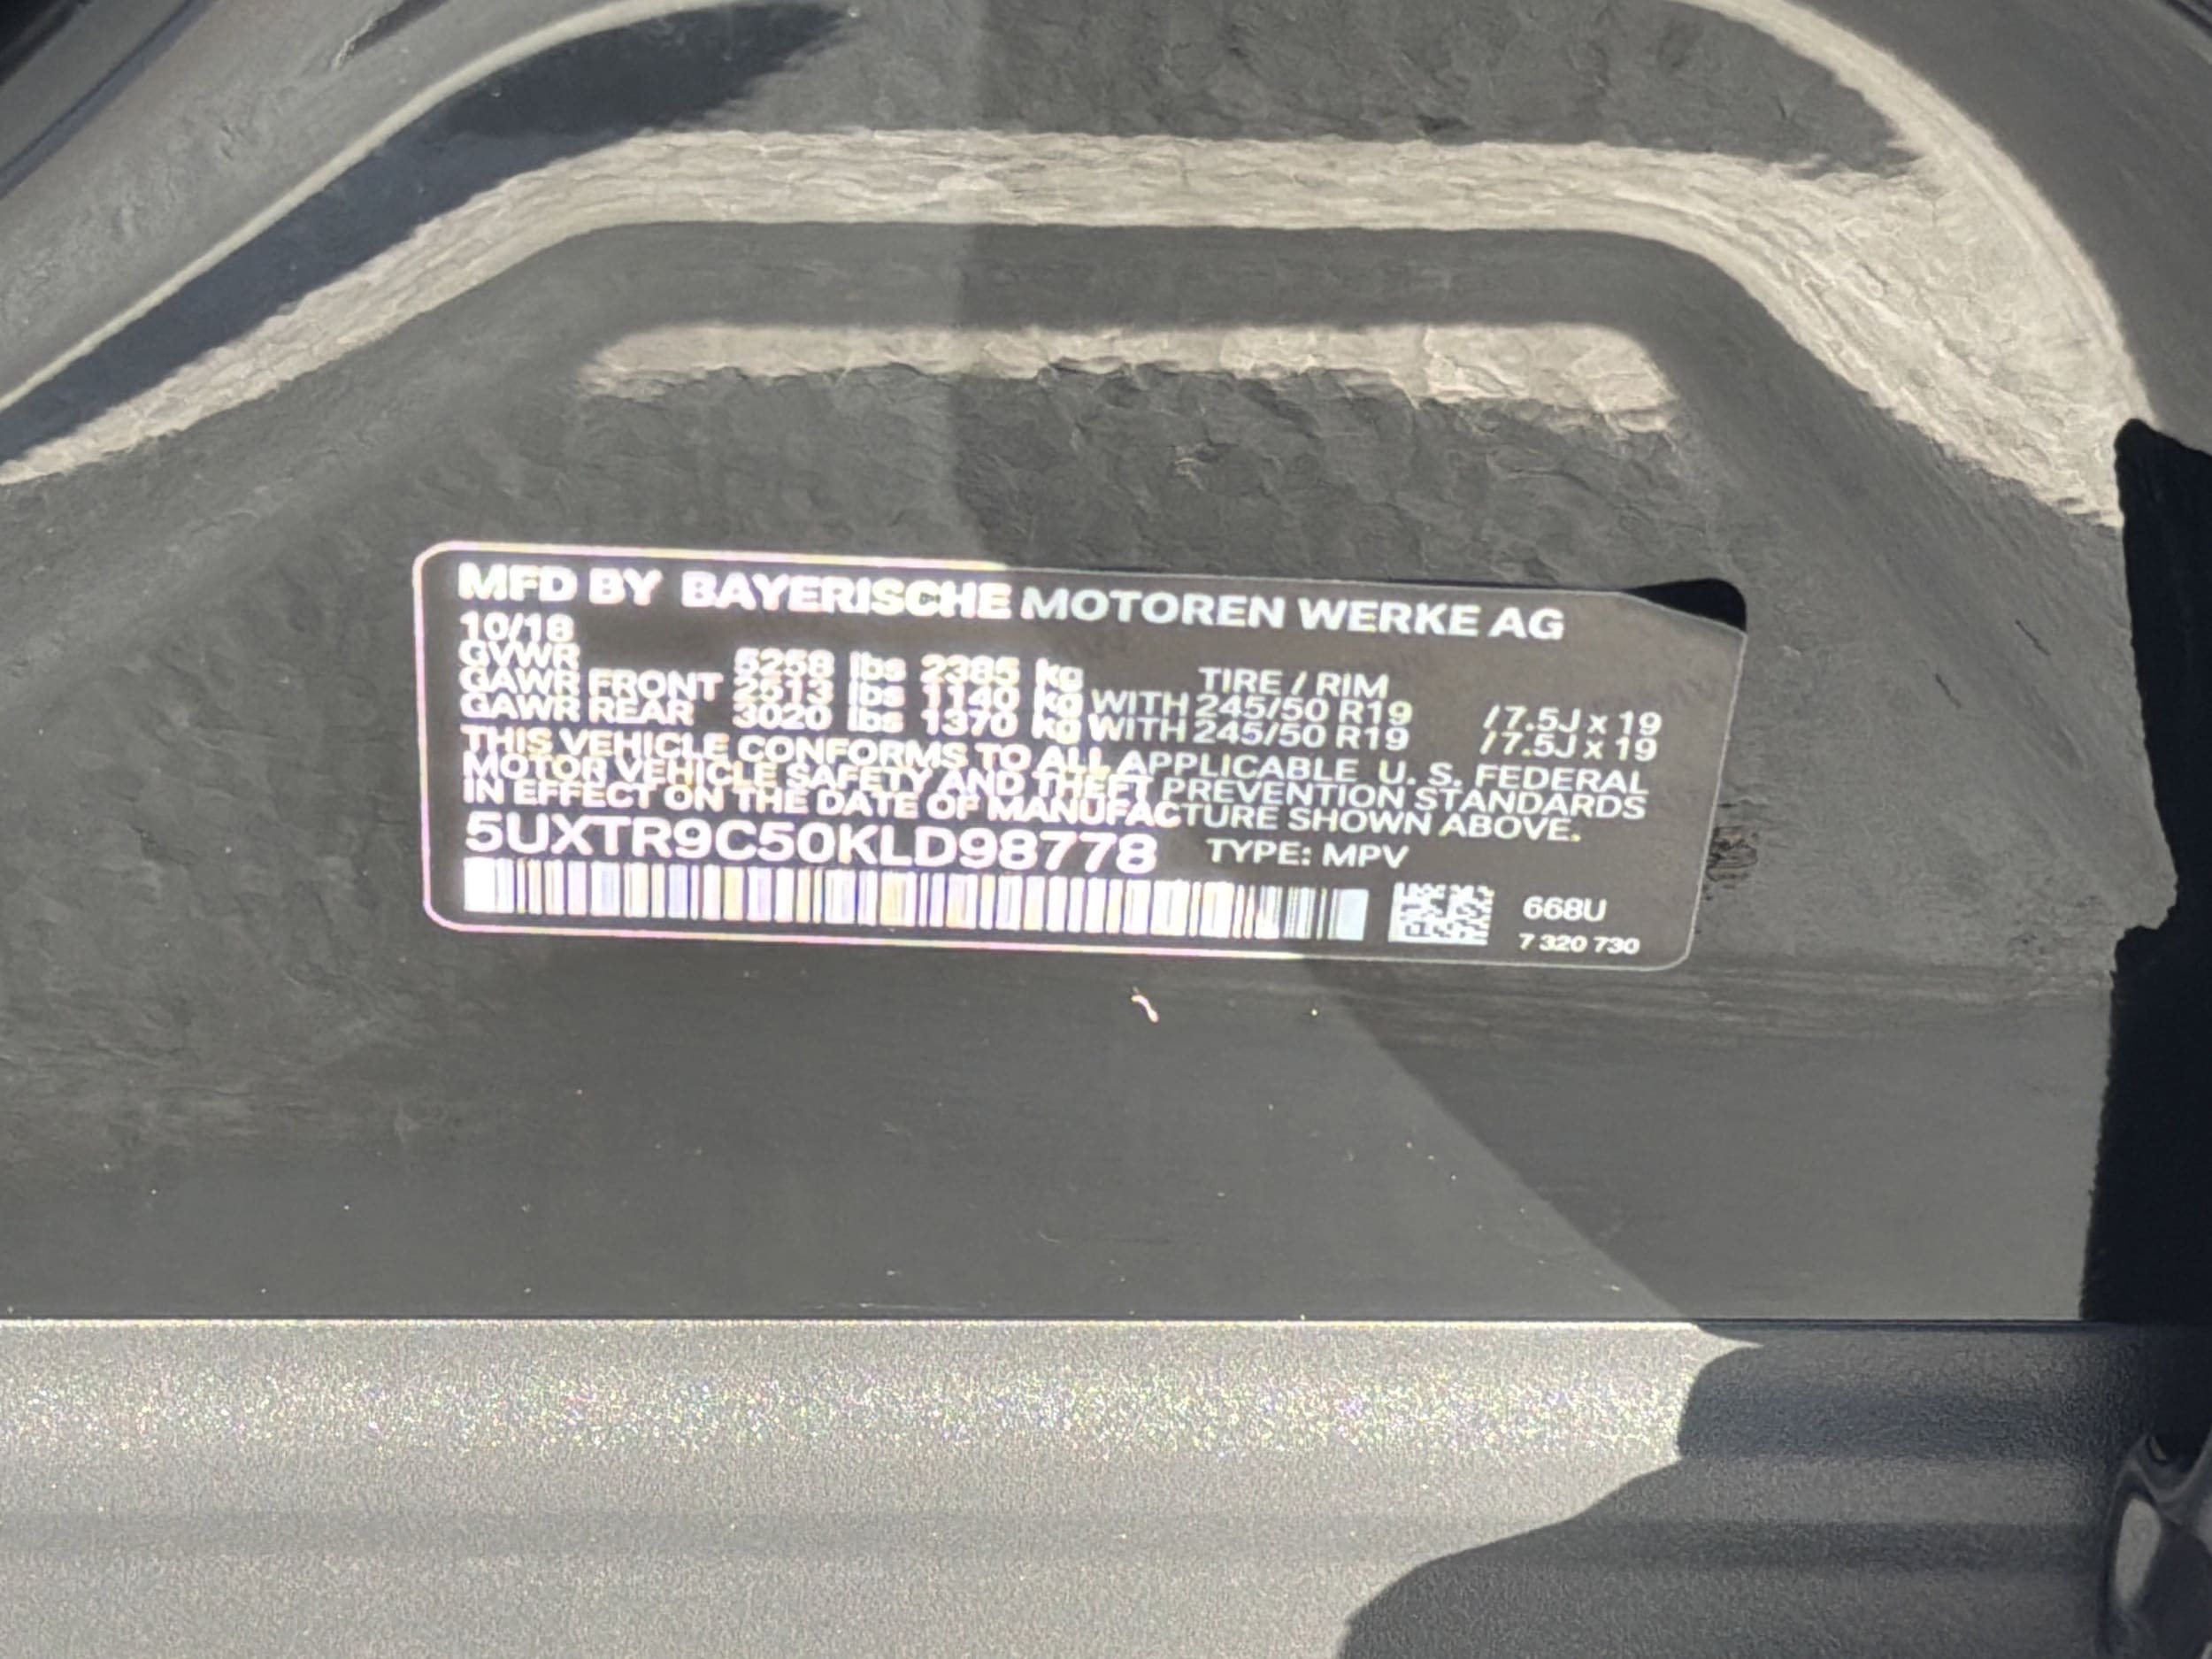 MFD BY BAYERISCHE MOTOREN WERKE AG
10/18
GVWR 5258 lbs 2385 kg TIRE / RIM
GAWR FRONT 2513 lbs 1140 kg WITH 245/50 R19 / 7.5J x 19
GAWR REAR 3020 lbs 1370 kg WITH 245/50 R19 / 7.5J x 19
THIS VEHICLE CONFORMS TO ALL APPLICABLE U. S. FEDERAL
MOTOR VEHICLE SAFETY AND THEFT PREVENTION STANDARDS
IN EFFECT ON THE DATE OF MANUFACTURE SHOWN ABOVE.
5UXTR9C50KLD98778 TYPE: MPV
668U
7 320 730